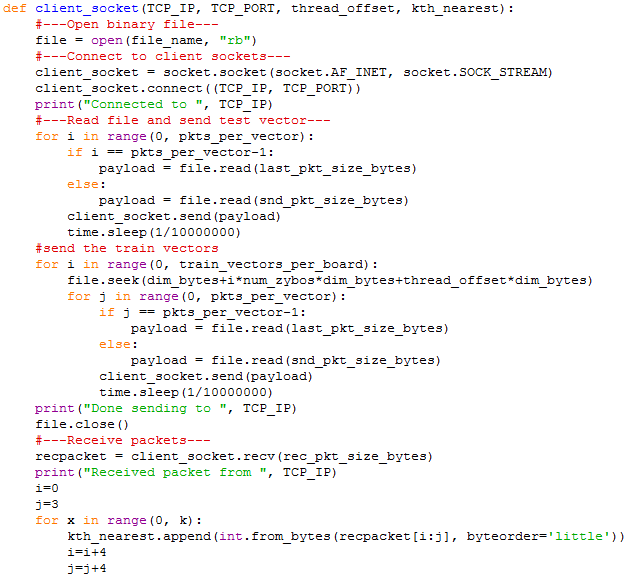 def client_socket(TCP_IP, TCP_PORT, thread_offset, kth_nearest):
    #---Open binary file---
    file = open(file_name, "rb")
    #---Connect to client sockets---
    client_socket = socket.socket(socket.AF_INET, socket.SOCK_STREAM)
    client_socket.connect((TCP_IP, TCP_PORT))
    print("Connected to ", TCP_IP)
    #---Read file and send test vector---
    for i in range(0, pkts_per_vector):
        if i == pkts_per_vector-1:
            payload = file.read(last_pkt_size_bytes)
        else:
            payload = file.read(snd_pkt_size_bytes)
        client_socket.send(payload)
        time.sleep(1/10000000)
    #send the train vectors
    for i in range(0, train_vectors_per_board):
        file.seek(dim_bytes+i*num_zybos*dim_bytes+thread_offset*dim_bytes)
        for j in range(0, pkts_per_vector):
            if j == pkts_per_vector-1:
                payload = file.read(last_pkt_size_bytes)
            else:
                payload = file.read(snd_pkt_size_bytes)
            client_socket.send(payload)
            time.sleep(1/10000000)
    print("Done sending to ", TCP_IP)
    file.close()
    #---Receive packets---
    recpacket = client_socket.recv(rec_pkt_size_bytes)
    print("Received packet from ", TCP_IP)
    i=0
    j=3
    for x in range(0, k):
        kth_nearest.append(int.from_bytes(recpacket[i:j], byteorder='little'))
        i=i+4
        j=j+4